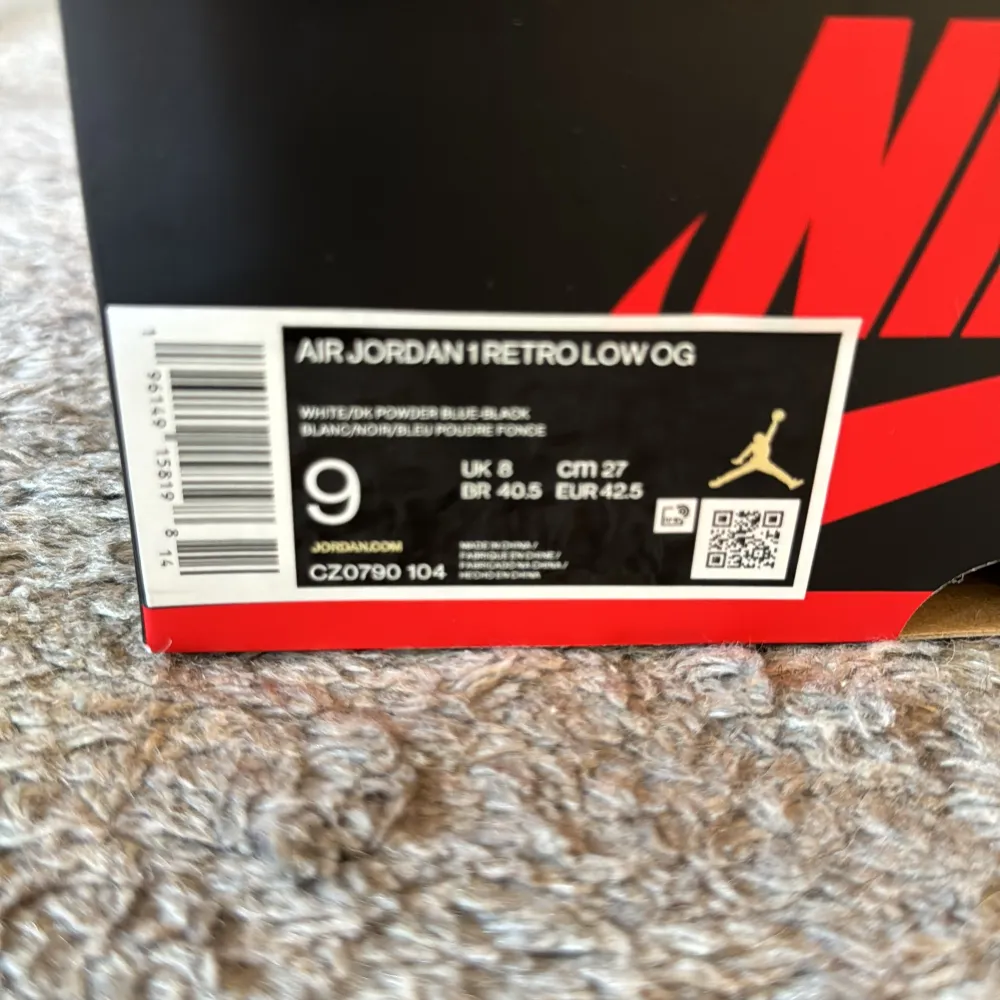 NI
AIR JORDAN 1 RETRO LOW OG
WHITE/DK POWDER BLUE-BLACK
BLANC/NOIR/BLEU POUDRE FONCE
9
UK 8 cm 27
BR 40.5 EUR 42.5
JORDAN.COM
CZ0790 104
MADE IN CHINA/
FABRIQUE EN CHINE/
FABRICADO NA CHINA/
HECHO EN CHINA
1 96149 15819 8 14